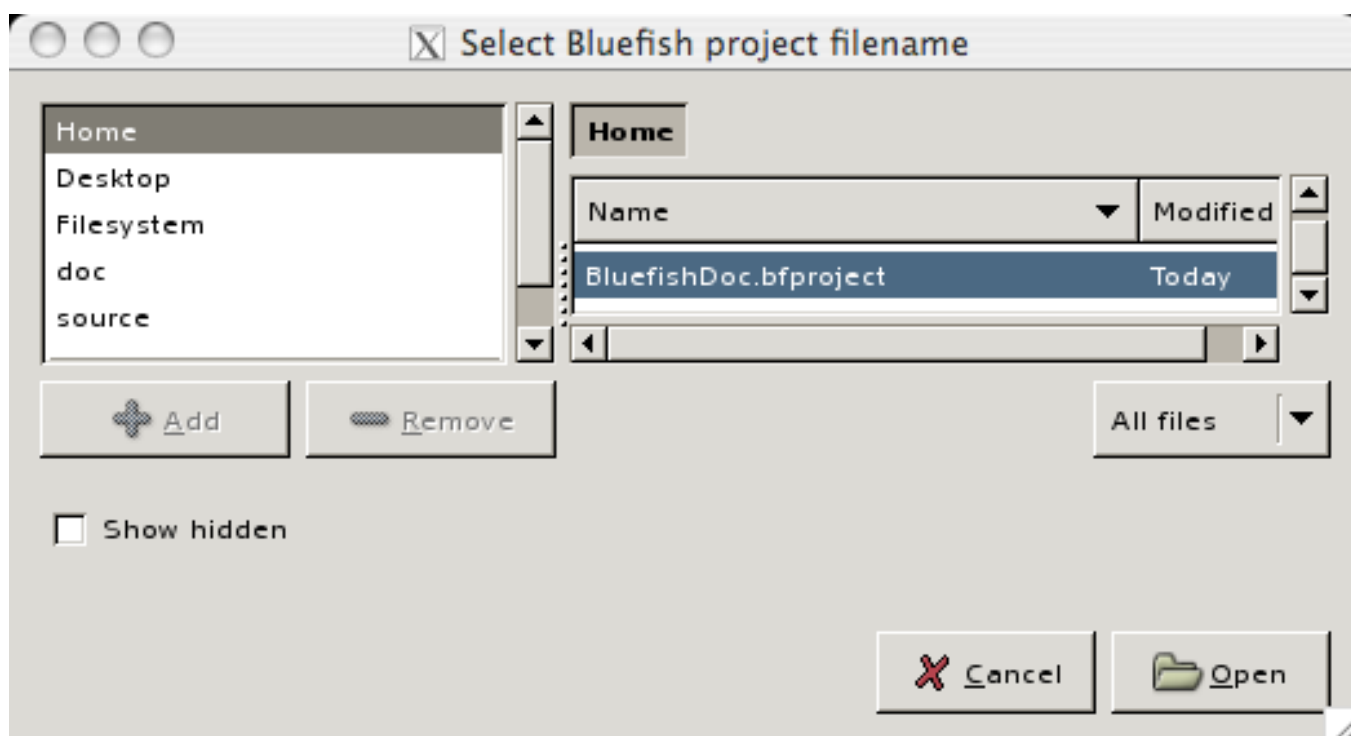 Select Bluefish project filename
Home
Desktop
Filesystem
doc
source
Add
Remove
Home
Name
Modified
BluefishDoc.bfproject
Today
All files
Show hidden
Cancel
Open